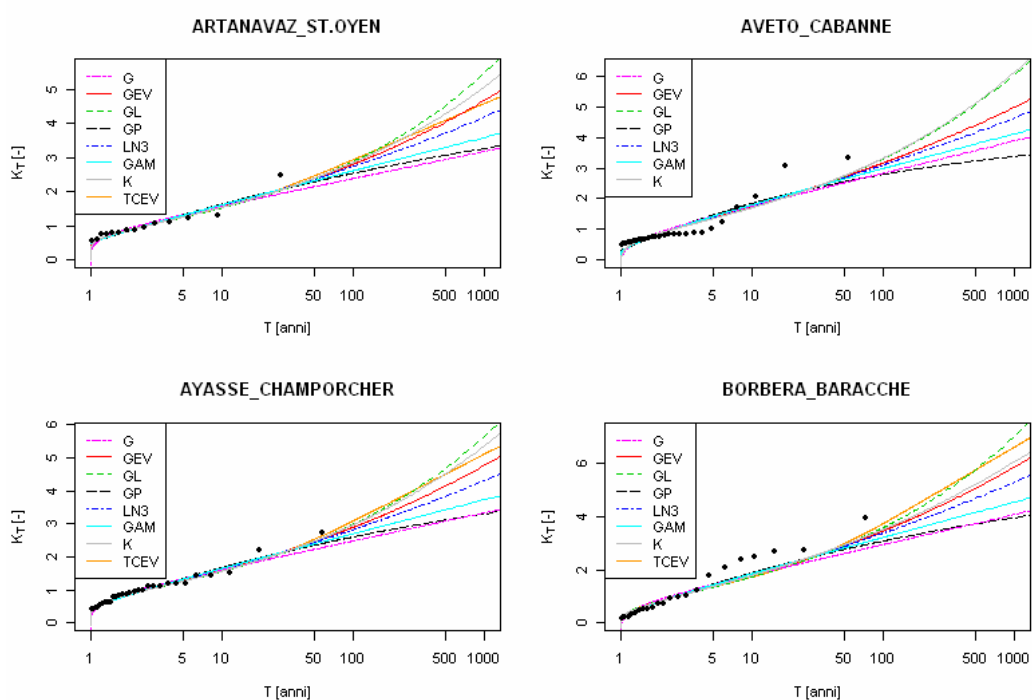 ARTANAVAZ_ST.OYEN
K_T [-]
5
4
3
2
1
0
G
GEV
GL
GP
LN3
GAM
K
TCEV
1 5 10 50 100 500 1000
T [anni]
AVETO_CABANNE
K_T [-]
6
5
4
3
2
1
0
G
GEV
GL
GP
LN3
GAM
K
1 5 10 50 100 500 1000
T [anni]
AYASSE_CHAMPORCHER
K_T [-]
6
5
4
3
2
1
0
G
GEV
GL
GP
LN3
GAM
K
TCEV
1 5 10 50 100 500 1000
T [anni]
BORBERA_BARACCHE
K_T [-]
6
4
2
0
G
GEV
GL
GP
LN3
GAM
K
TCEV
1 5 10 50 100 500 1000
T [anni]